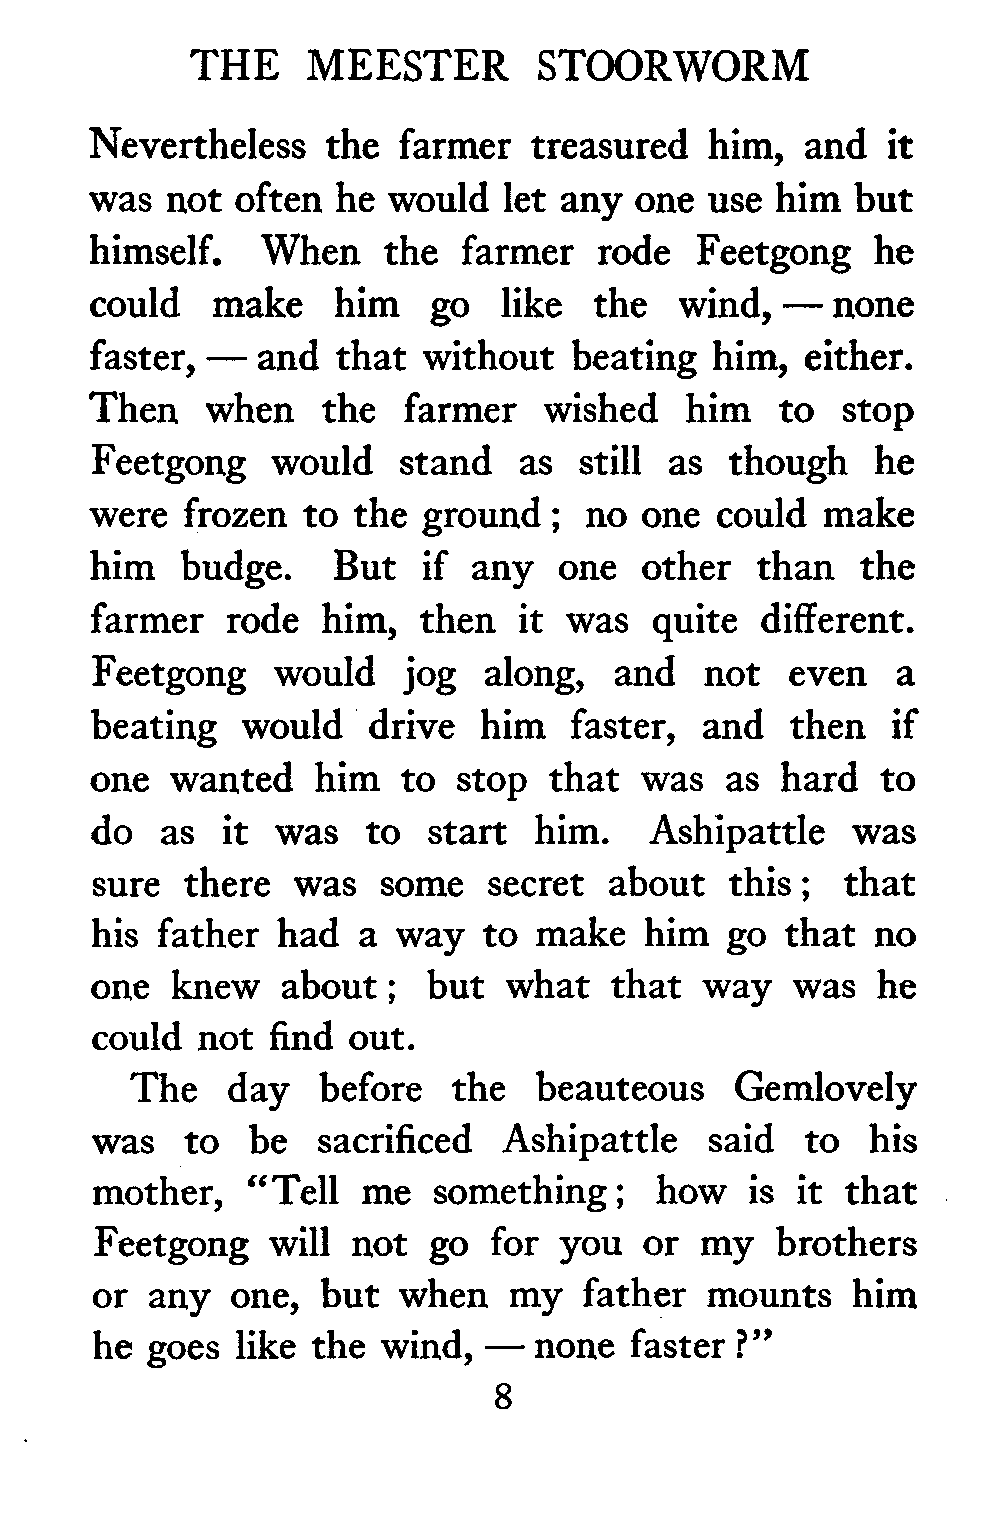 THE MEESTER STOORWORM
Nevertheless the farmer treasured him, and it
was not often he would let any one use him but
himself. When the farmer rode Feetgong he
could make him go like the wind, — none
faster, — and that without beating him, either.
Then when the farmer wished him to stop
Feetgong would stand as still as though he
were frozen to the ground; no one could make
him budge. But if any one other than the
farmer rode him, then it was quite different.
Feetgong would jog along, and not even a
beating would drive him faster, and then if
one wanted him to stop that was as hard to
do as it was to start him. Ashipattle was
sure there was some secret about this; that
his father had a way to make him go that no
one knew about; but what that way was he
could not find out.
The day before the beauteous Gemlovely
was to be sacrificed Ashipattle said to his
mother, "Tell me something; how is it that
Feetgong will not go for you or my brothers
or any one, but when my father mounts him
he goes like the wind, — none faster?"
8